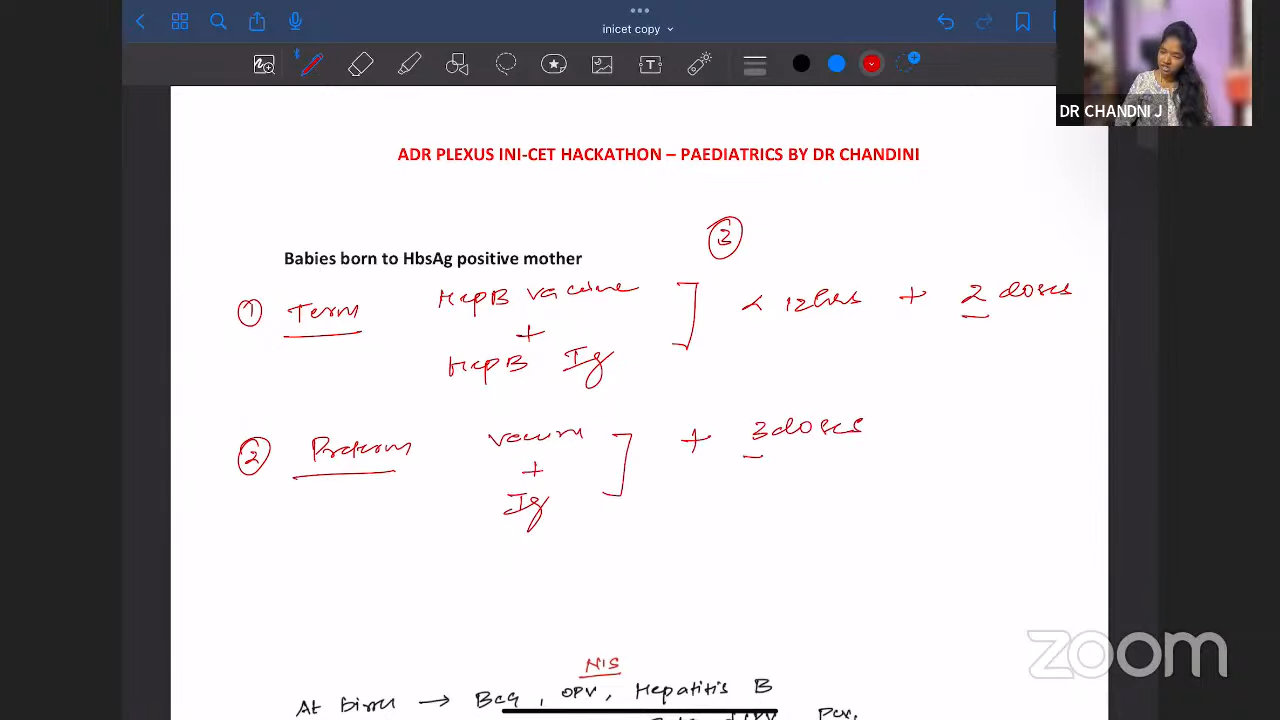 inicet copy
DR CHANDNI J
ADR PLEXUS INI-CET HACKATHON – PAEDIATRICS BY DR CHANDINI
3
Babies born to HbsAg positive mother
① Term HepB vaccine < 12hrs + 2 doses
+
HepB Ig
② Preterm vaccine + 3 doses
+
Ig
zoom
NIS
At birth → BCG, OPV, Hepatitis B